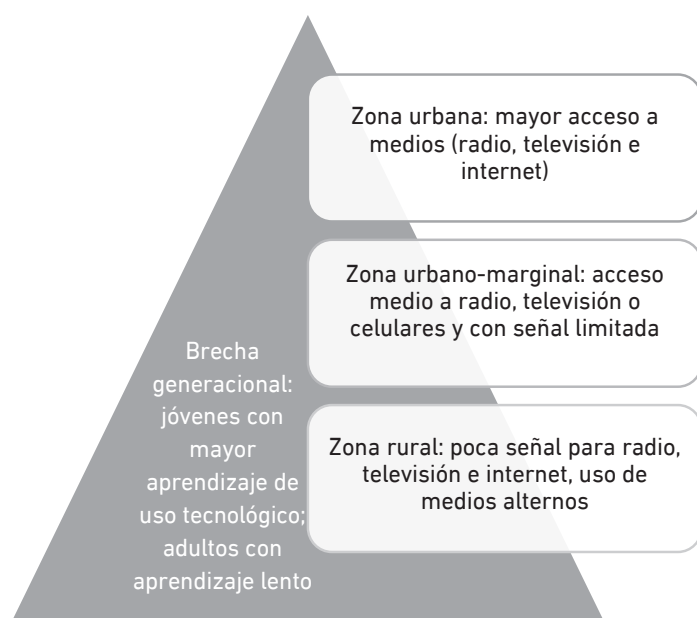 Zona urbana: mayor acceso a
medios (radio, televisión e
internet)
Zona urbano-marginal: acceso
medio a radio, televisión o
celulares y con señal limitada
Zona rural: poca señal para radio,
televisión e internet, uso de
medios alternos
Brecha
generacional:
jóvenes con
mayor
aprendizaje de
uso tecnológico;
adultos con
aprendizaje lento